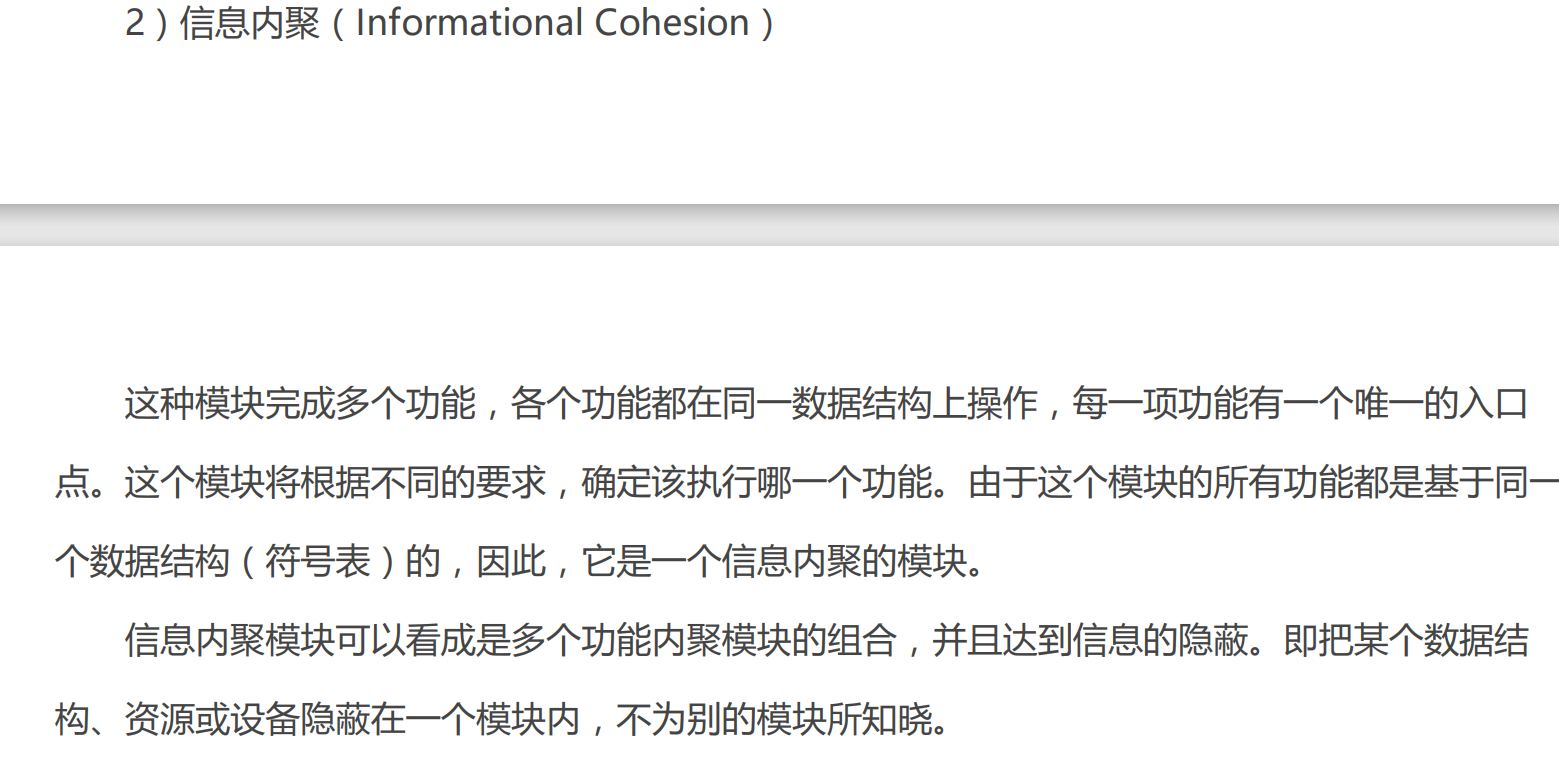 2）信息内聚（Informational Cohesion）
这种模块完成多个功能，各个功能都在同一数据结构上操作，每一项功能有一个唯一的入口
点。这个模块将根据不同的要求，确定该执行哪一个功能。由于这个模块的所有功能都是基于同一
个数据结构（符号表）的，因此，它是一个信息内聚的模块。
信息内聚模块可以看成是多个功能内聚模块的组合，并且达到信息的隐蔽。即把某个数据结
构、资源或设备隐蔽在一个模块内，不为别的模块所知晓。